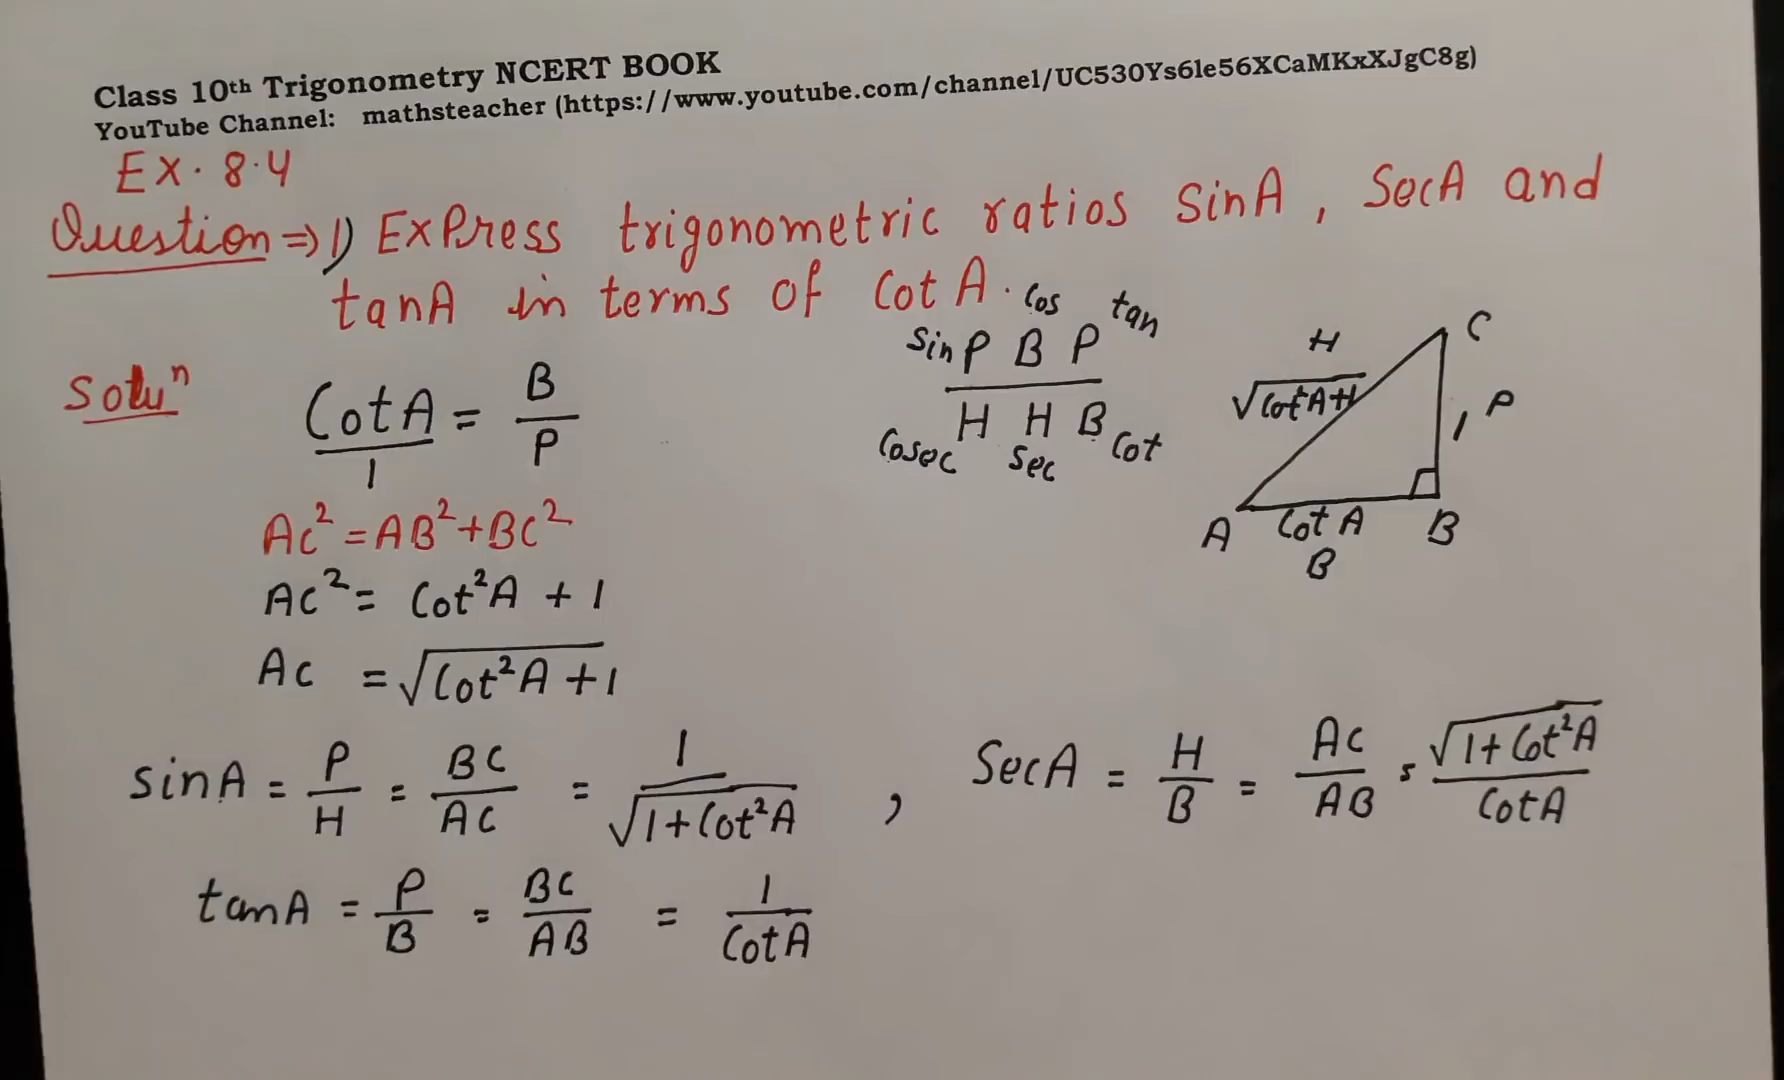 Class 10th Trigonometry NCERT BOOK
YouTube Channel: mathsteacher (https://www.youtube.com/channel/UC530Ys6le56XCaMKxXJgC8g)
EX. 8.4
Question ⇒ 1) ExPress trigonometric ratios sinA, SecA and
tanA in terms of Cot A.
Cos tan
Sin P B P
H H B
Cosec Sec Cot
Soluⁿ
CotA/1 = B/P
AC² = AB² + BC²
AC² = Cot²A + 1
AC = √(Cot²A + 1)
C
H
√Cot²A+1
1 P
A Cot A B
B
sinA = P/H = BC/AC = 1/√(1+Cot²A) , SecA = H/B = AC/AB = √(1+Cot²A)/CotA
tanA = P/B = BC/AB = 1/CotA